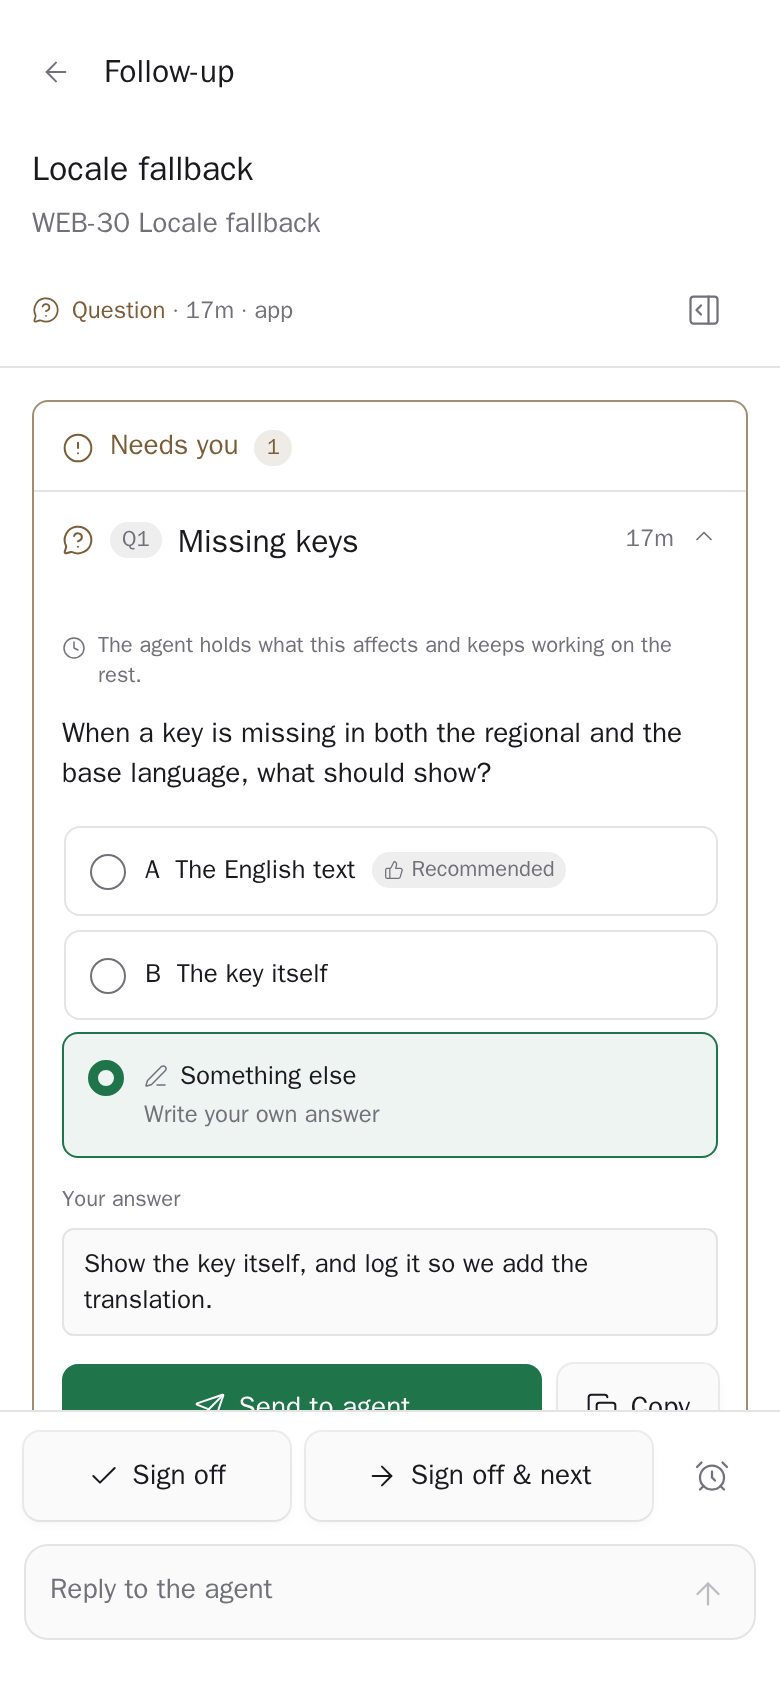 Follow-up
Locale fallback
WEB-30 Locale fallback
Question · 17m · app
Needs you 1
Q1 Missing keys 17m
The agent holds what this affects and keeps working on the
rest.
When a key is missing in both the regional and the
base language, what should show?
A The English text Recommended
B The key itself
Something else
Write your own answer
Your answer
Show the key itself, and log it so we add the
translation.
Send to agent Copy
Sign off Sign off & next
Reply to the agent